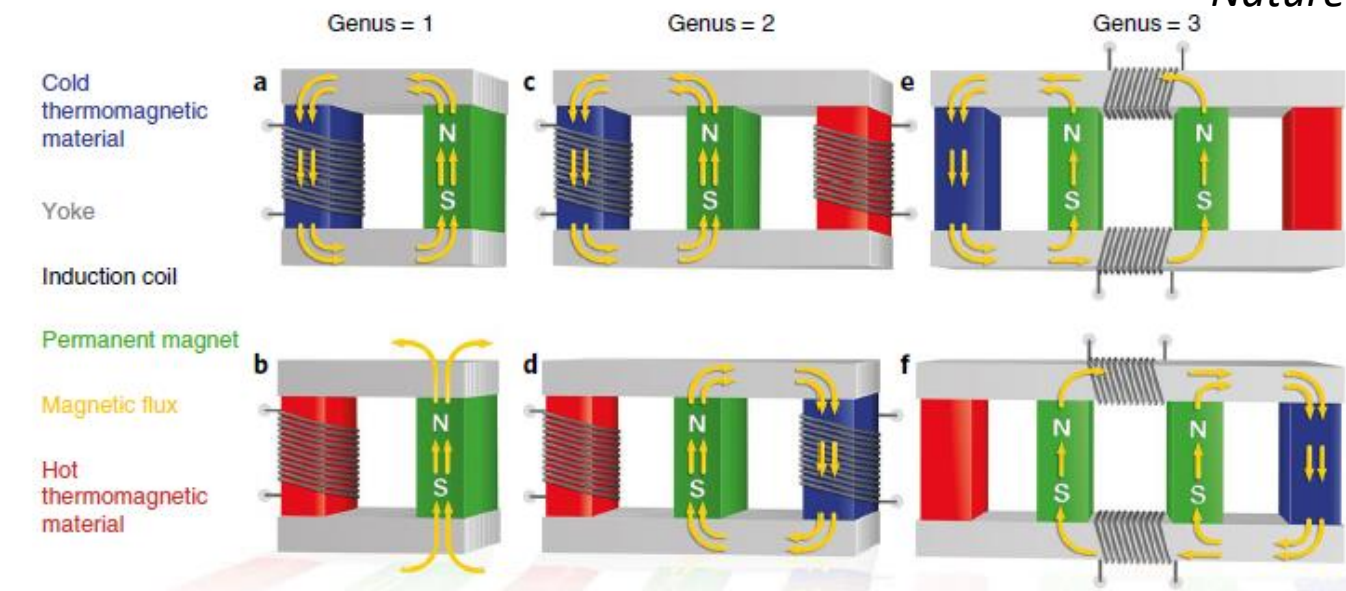 Nature
Genus = 1
Genus = 2
Genus = 3
Cold
thermomagnetic
material
Yoke
Induction coil
Permanent magnet
Magnetic flux
Hot
thermomagnetic
material
a
N
S
c
N
S
e
N
N
S
S
b
N
S
d
N
S
f
N
N
S
S